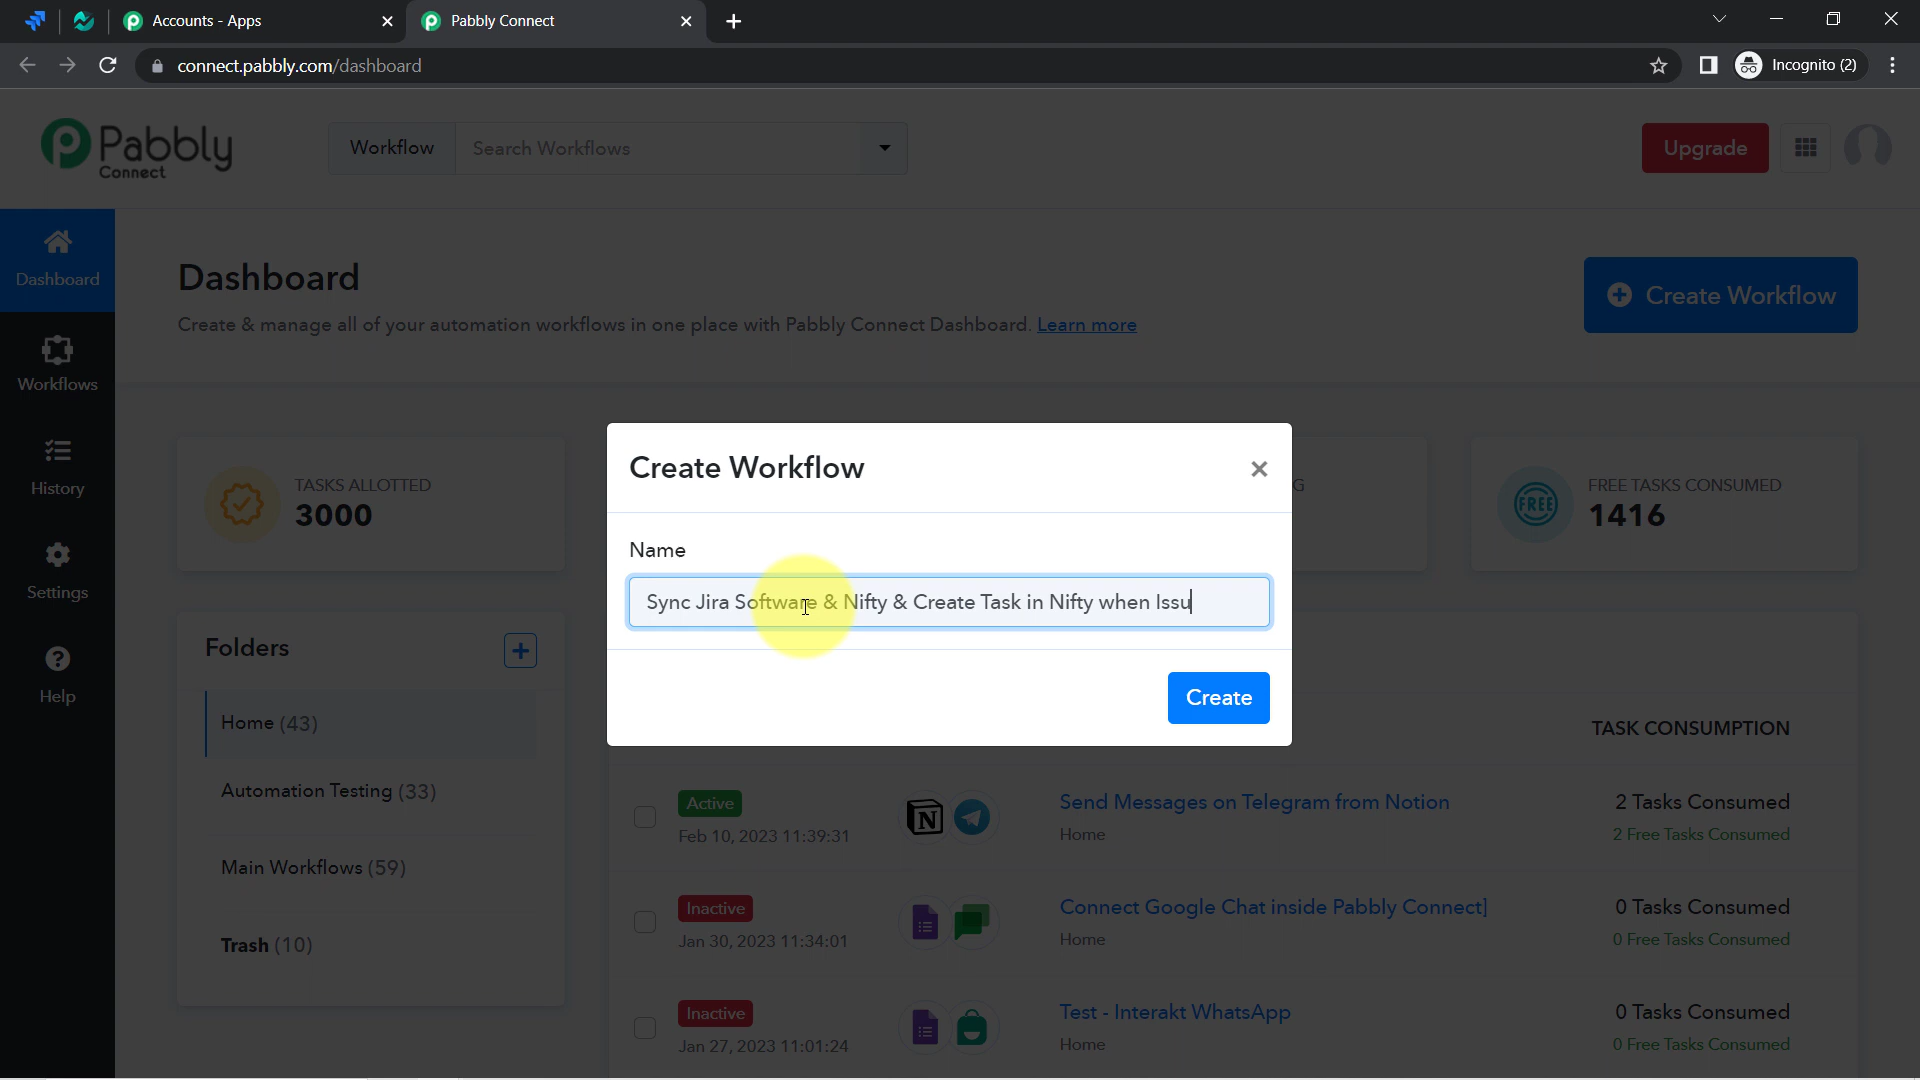 Accounts - Apps
Pabbly Connect
connect.pabbly.com/dashboard
Incognito (2)
Pabbly
Connect
Workflow
Search Workflows
Upgrade
Dashboard
Workflows
History
Settings
Help
Dashboard
Create & manage all of your automation workflows in one place with Pabbly Connect Dashboard. Learn more
Create Workflow
TASKS ALLOTTED
3000
G
FREE
FREE TASKS CONSUMED
1416
Create Workflow
Name
Sync Jira Software & Nifty & Create Task in Nifty when Issu
Create
Folders
Home (43)
Automation Testing (33)
Main Workflows (59)
Trash (10)
TASK CONSUMPTION
Active
Feb 10, 2023 11:39:31
Send Messages on Telegram from Notion
Home
2 Tasks Consumed
2 Free Tasks Consumed
Inactive
Jan 30, 2023 11:34:01
Connect Google Chat inside Pabbly Connect]
Home
0 Tasks Consumed
0 Free Tasks Consumed
Inactive
Jan 27, 2023 11:01:24
Test - Interakt WhatsApp
Home
0 Tasks Consumed
0 Free Tasks Consumed